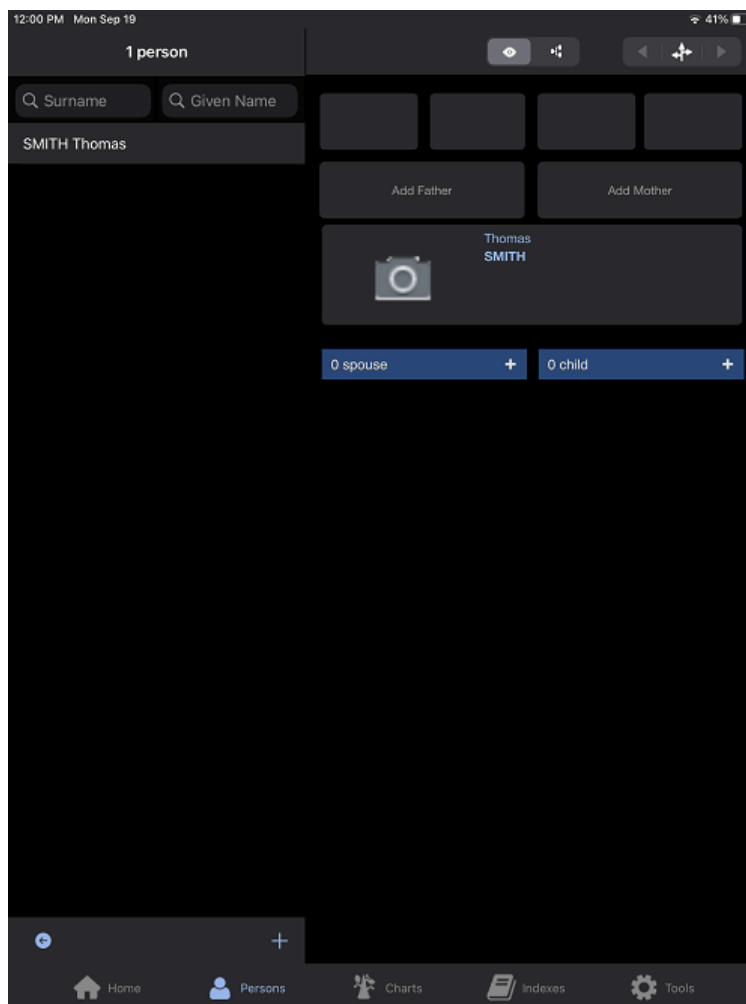 12:00 PM Mon Sep 19
41%
1 person
Surname
Given Name
SMITH Thomas
Add Father
Add Mother
Thomas
SMITH
0 spouse
0 child
Home
Persons
Charts
Indexes
Tools